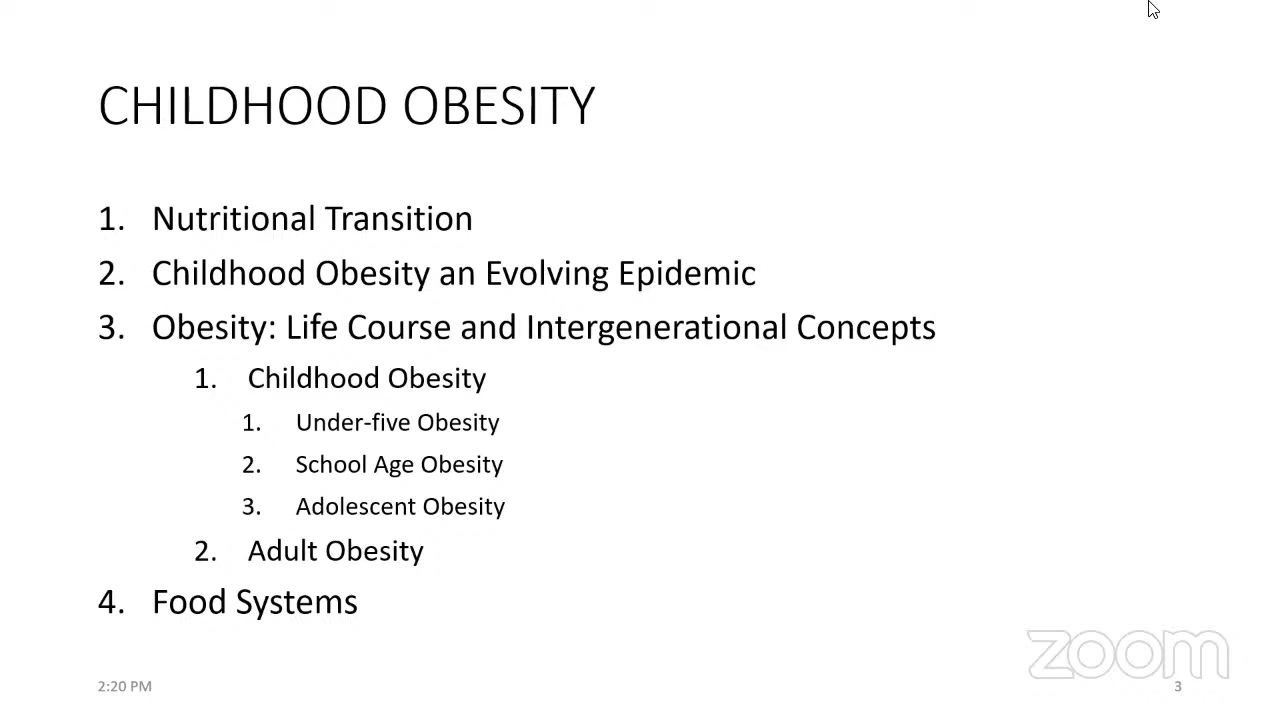 CHILDHOOD OBESITY
1. Nutritional Transition
2. Childhood Obesity an Evolving Epidemic
3. Obesity: Life Course and Intergenerational Concepts
1. Childhood Obesity
1. Under-five Obesity
2. School Age Obesity
3. Adolescent Obesity
2. Adult Obesity
4. Food Systems
zoom
2:20 PM
3